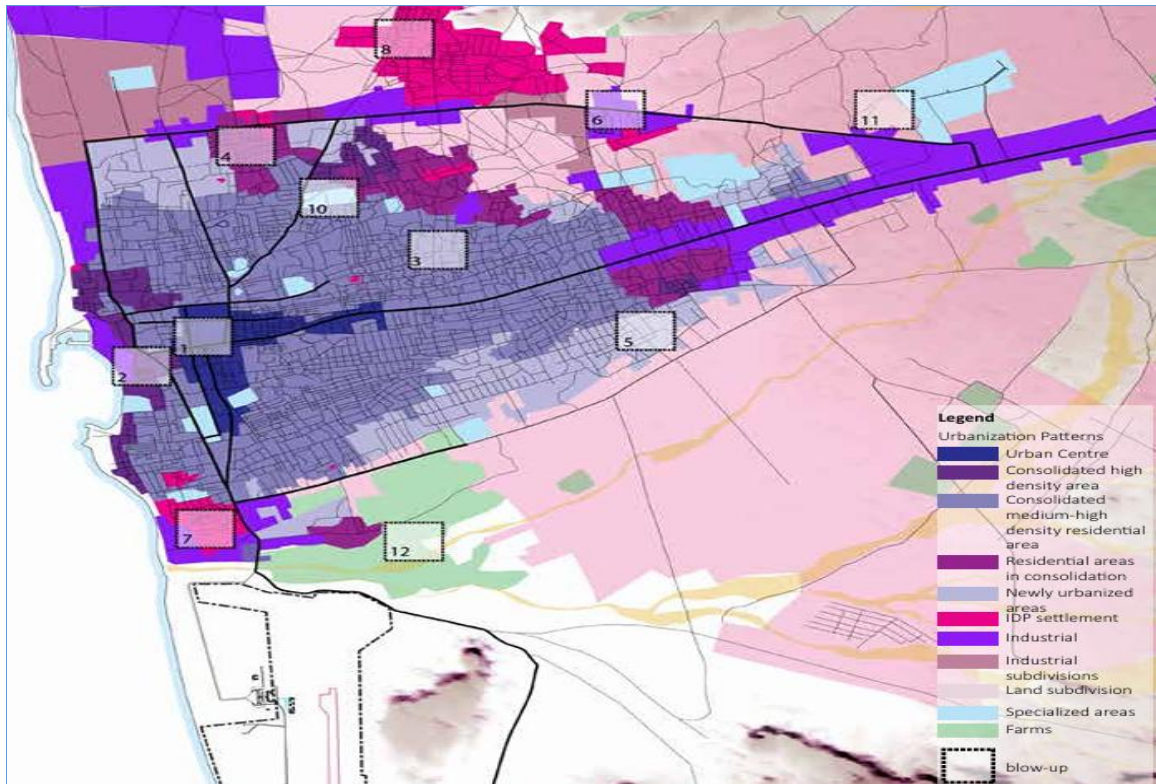 8
6
11
4
10
3
1
5
2
7
12
Legend
Urbanization Patterns
Urban Centre
Consolidated high
density area
Consolidated
medium-high
density residential
area
Residential areas
in consolidation
Newly urbanized
areas
IDP settlement
Industrial
Industrial
subdivisions
Land subdivision
Specialized areas
Farms
blow-up